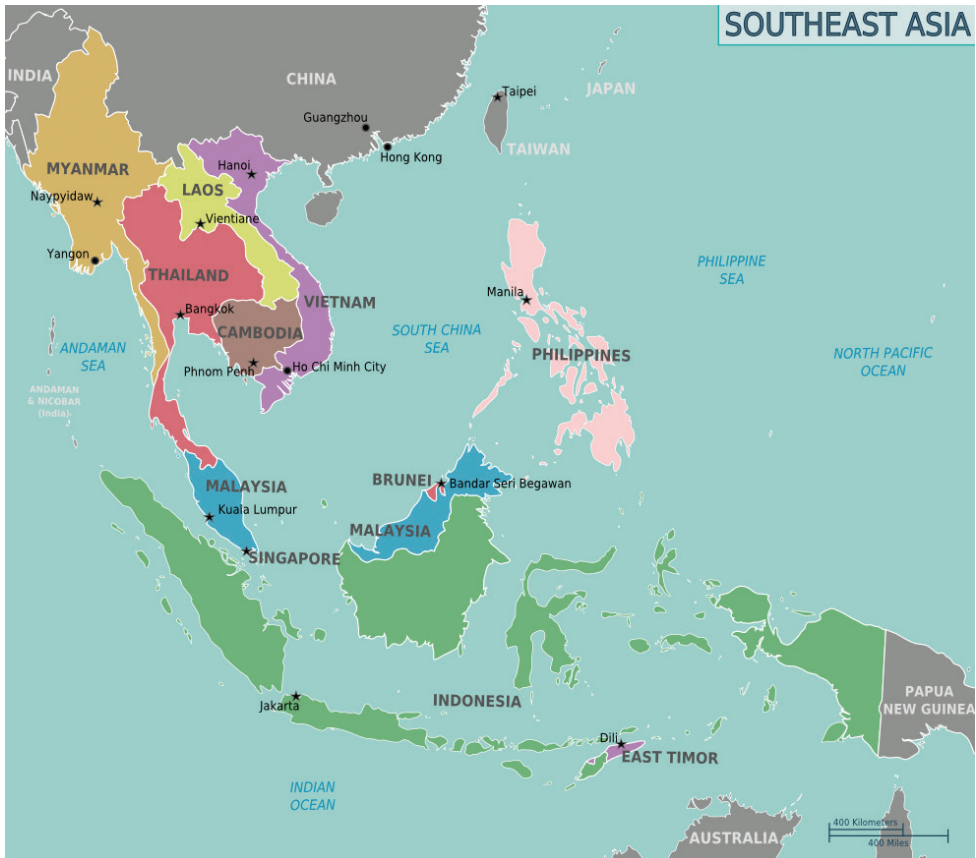 SOUTHEAST ASIA
INDIA
CHINA
JAPAN
Taipei
Guangzhou
TAIWAN
Hong Kong
MYANMAR
Hanoi
LAOS
Naypyidaw
Vientiane
Yangon
THAILAND
PHILIPPINE
SEA
VIETNAM
Manila
Bangkok
CAMBODIA
SOUTH CHINA
SEA
ANDAMAN
SEA
PHILIPPINES
NORTH PACIFIC
OCEAN
Phnom Penh
Ho Chi Minh City
ANDAMAN
& NICOBAR
(India)
MALAYSIA
BRUNEI
Bandar Seri Begawan
Kuala Lumpur
MALAYSIA
SINGAPORE
INDONESIA
PAPUA
NEW GUINEA
Jakarta
Dili
EAST TIMOR
INDIAN
OCEAN
AUSTRALIA
400 Kilometers
400 Miles